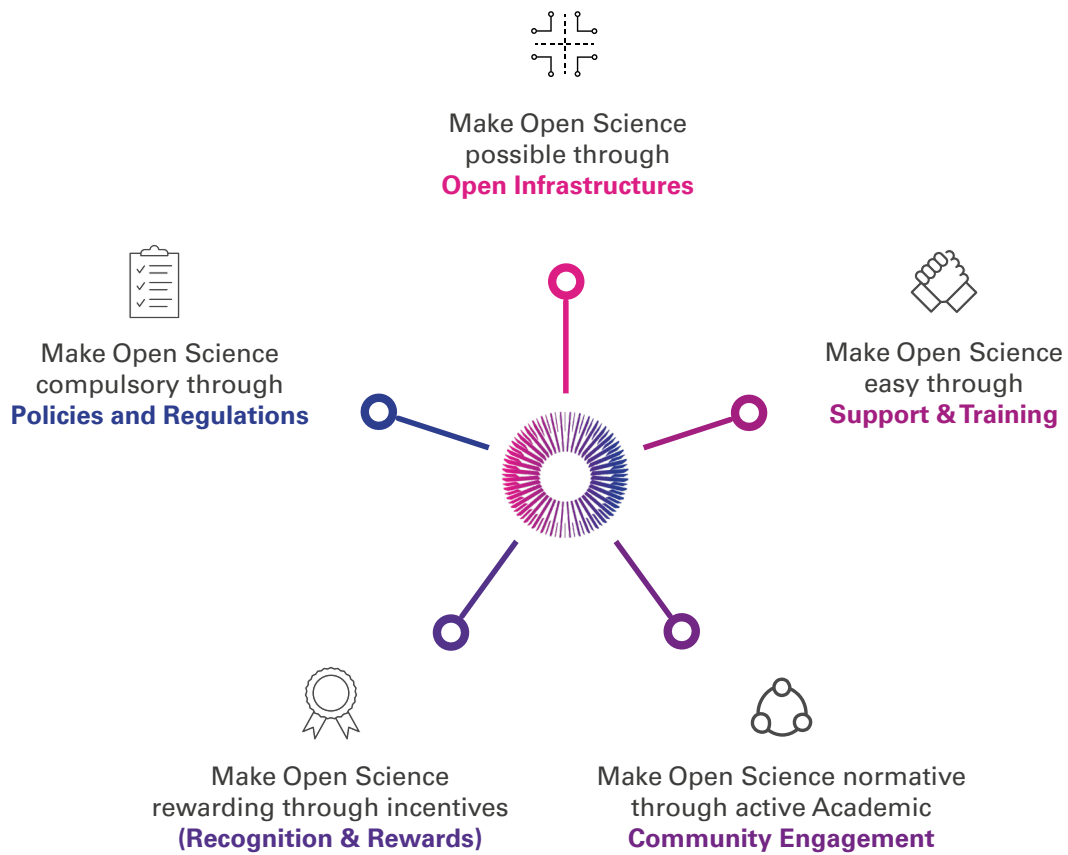 Make Open Science
possible through
Open Infrastructures
Make Open Science
compulsory through
Policies and Regulations
Make Open Science
easy through
Support & Training
Make Open Science
rewarding through incentives
(Recognition & Rewards)
Make Open Science normative
through active Academic
Community Engagement